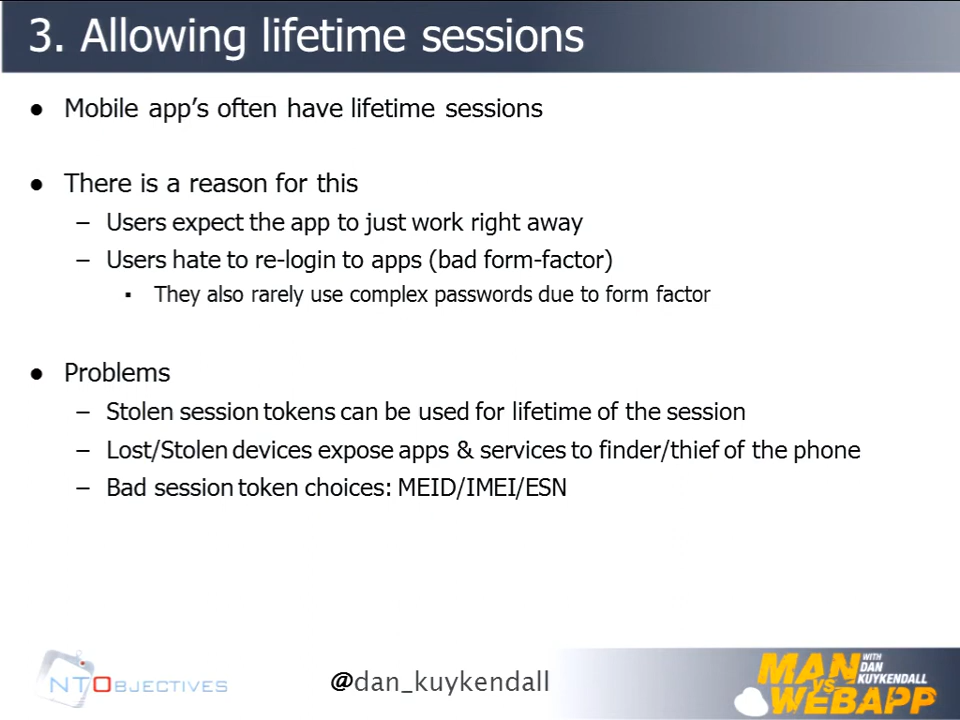 3. Allowing lifetime sessions
● Mobile app's often have lifetime sessions
● There is a reason for this
– Users expect the app to just work right away
– Users hate to re-login to apps (bad form-factor)
▪ They also rarely use complex passwords due to form factor
● Problems
– Stolen session tokens can be used for lifetime of the session
– Lost/Stolen devices expose apps & services to finder/thief of the phone
– Bad session token choices: MEID/IMEI/ESN
NTOBJECTIVES
@dan_kuykendall
MAN WITH DAN KUYKENDALL
VS
WEBAPP